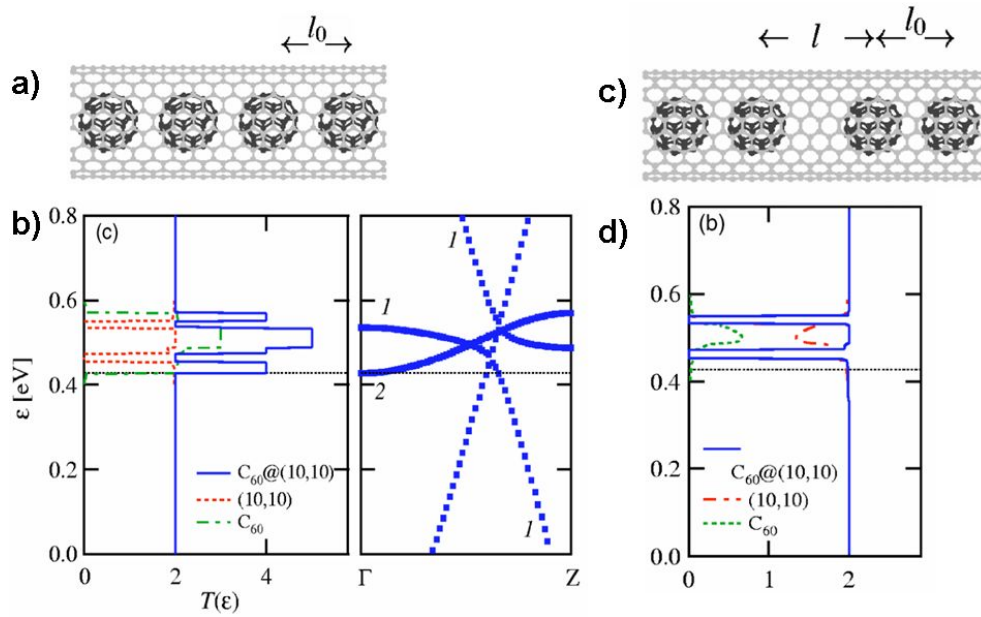 a)
l₀
c)
l
l₀
b)
(c)
0.8
0.6
0.4
0.2
0.0
ε [eV]
C₆₀@(10,10)
(10,10)
C₆₀
0
2
4
T(ε)
1
1
2
1
Γ
Z
d)
(b)
0.8
0.6
0.4
0.2
0.0
C₆₀@(10,10)
(10,10)
C₆₀
0
1
2